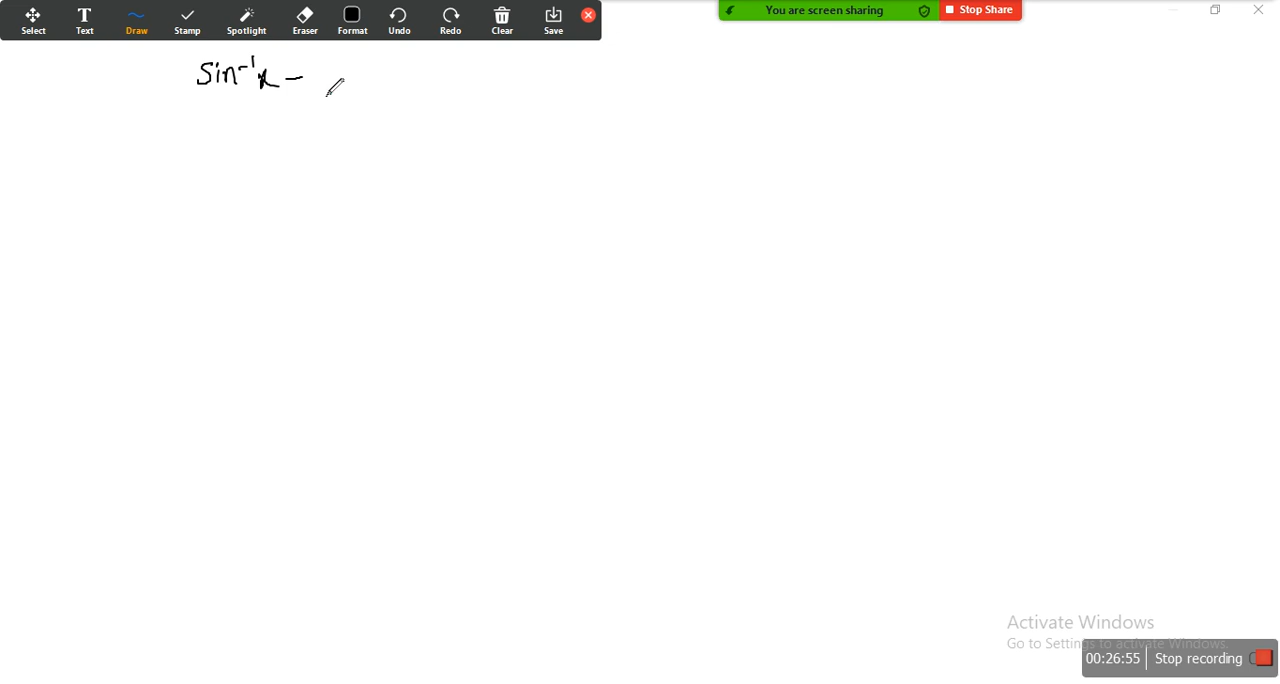 Select Text Draw Stamp Spotlight Eraser Format Undo Redo Clear Save
You are screen sharing Stop Share
Sin⁻¹x –
Activate Windows
Go to Settings to activate Windows.
00:26:55 Stop recording